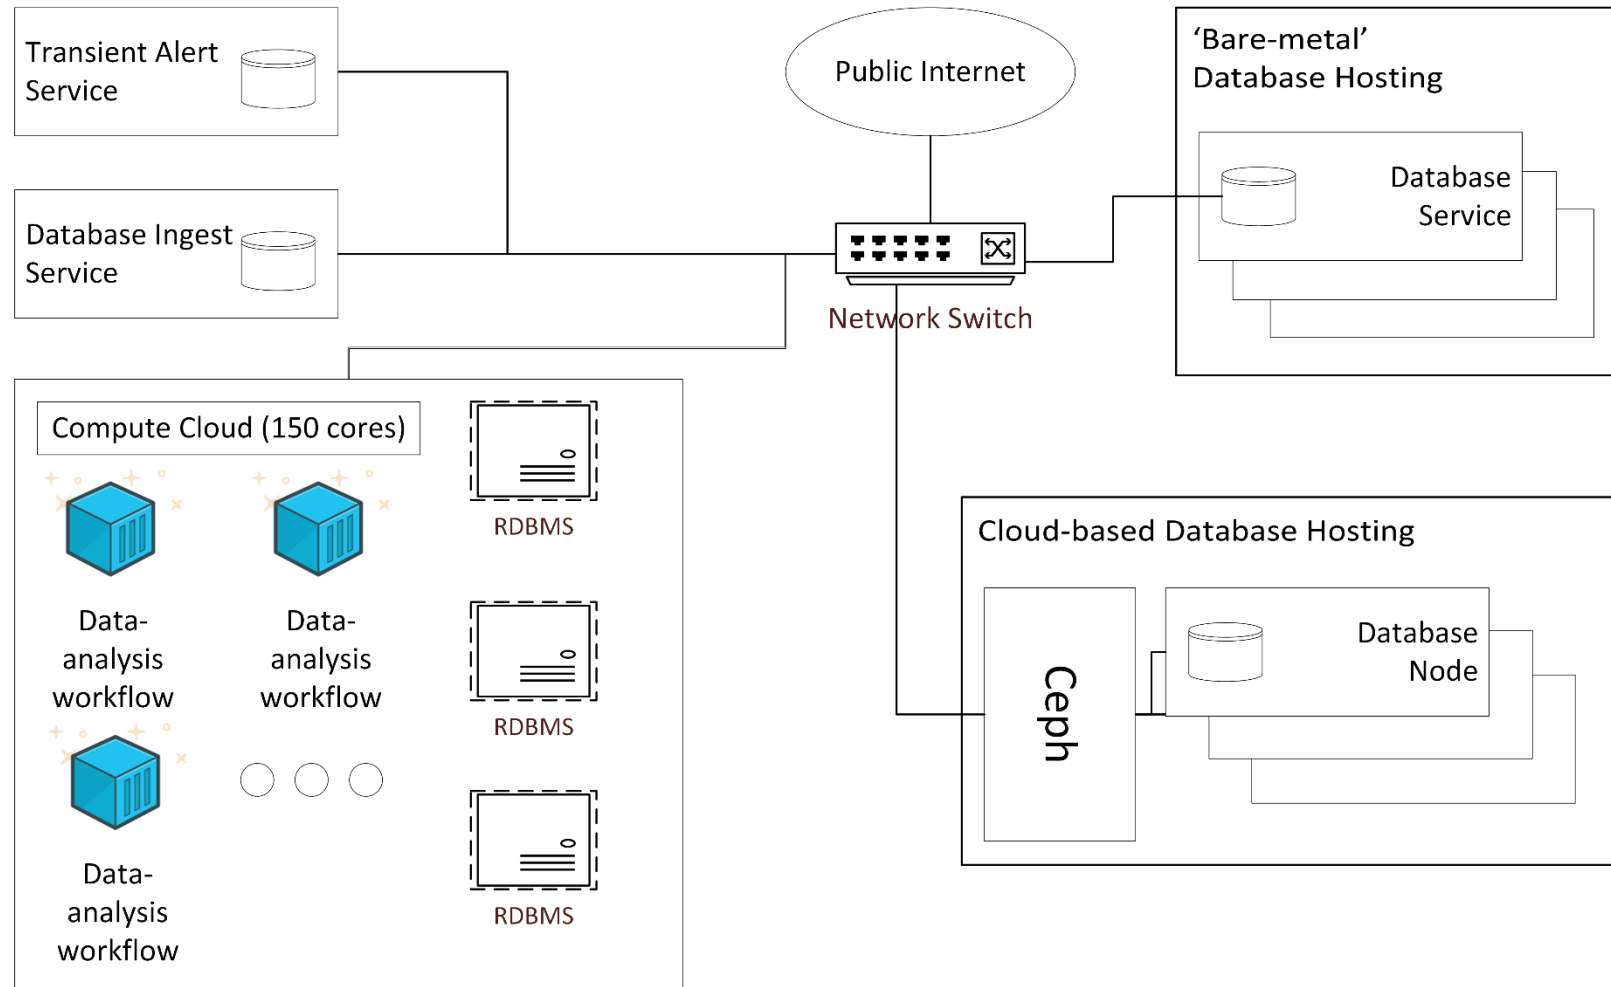 Transient Alert
Service
Public Internet
‘Bare-metal’
Database Hosting
Database
Service
Database Ingest
Service
Network Switch
Compute Cloud (150 cores)
RDBMS
Data-
analysis
workflow
Data-
analysis
workflow
RDBMS
Data-
analysis
workflow
RDBMS
Cloud-based Database Hosting
Ceph
Database
Node